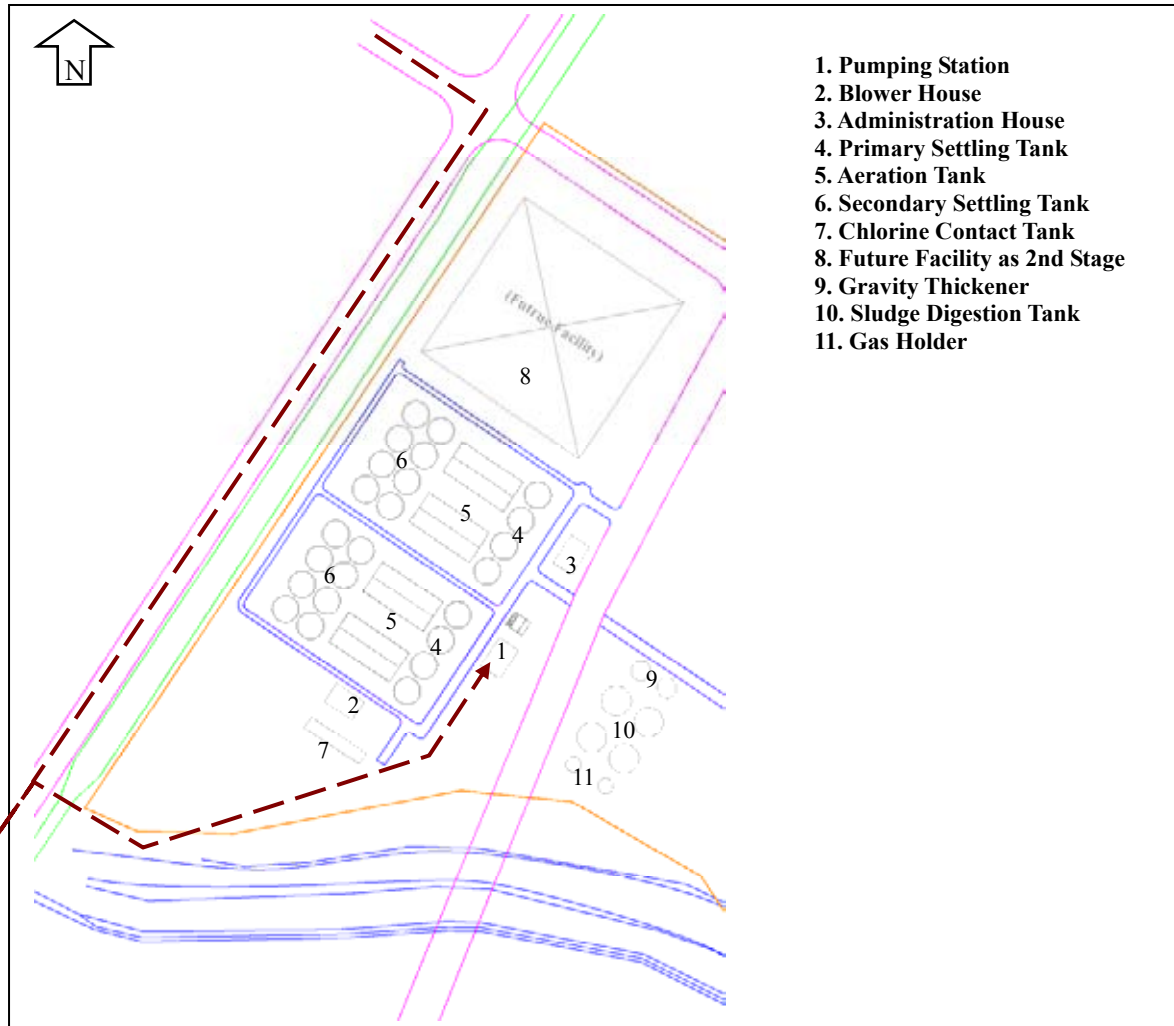 N
1. Pumping Station
2. Blower House
3. Administration House
4. Primary Settling Tank
5. Aeration Tank
6. Secondary Settling Tank
7. Chlorine Contact Tank
8. Future Facility as 2nd Stage
9. Gravity Thickener
10. Sludge Digestion Tank
11. Gas Holder
(Futrue Facility)
8
6
5
4
3
6
5
4
1
9
2
10
7
11